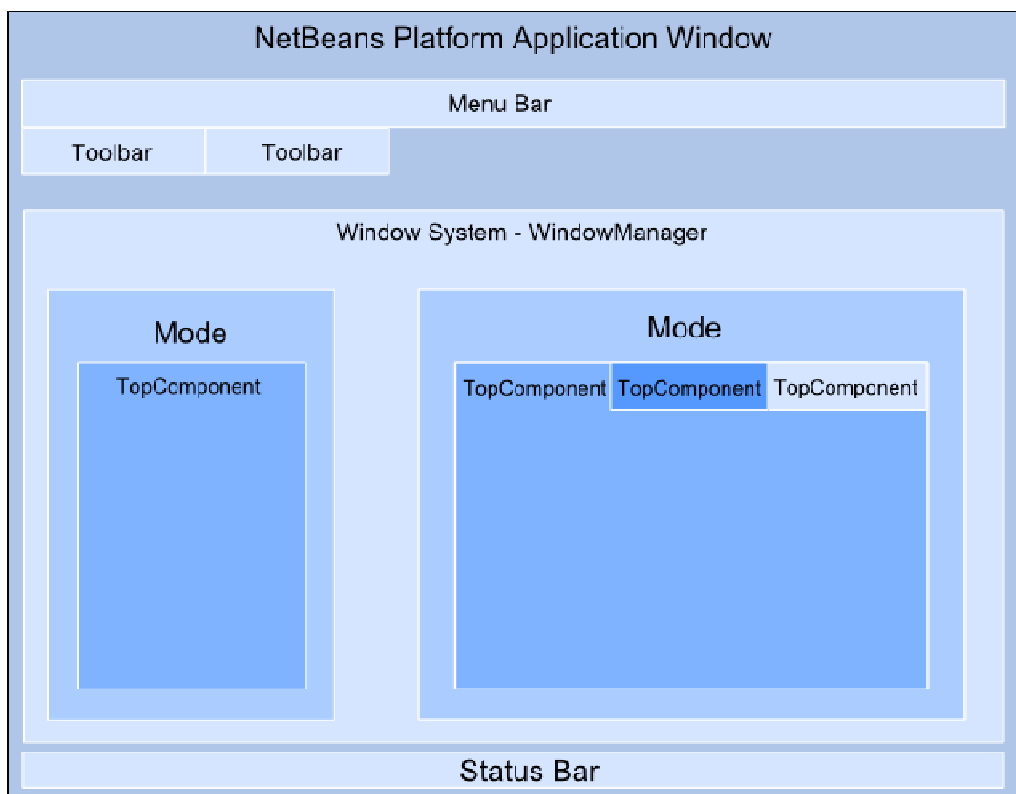 NetBeans Platform Application Window
Menu Bar
Toolbar Toolbar
Window System - WindowManager
Mode
TopComponent
Mode
TopComponent TopComponent TopComponent
Status Bar